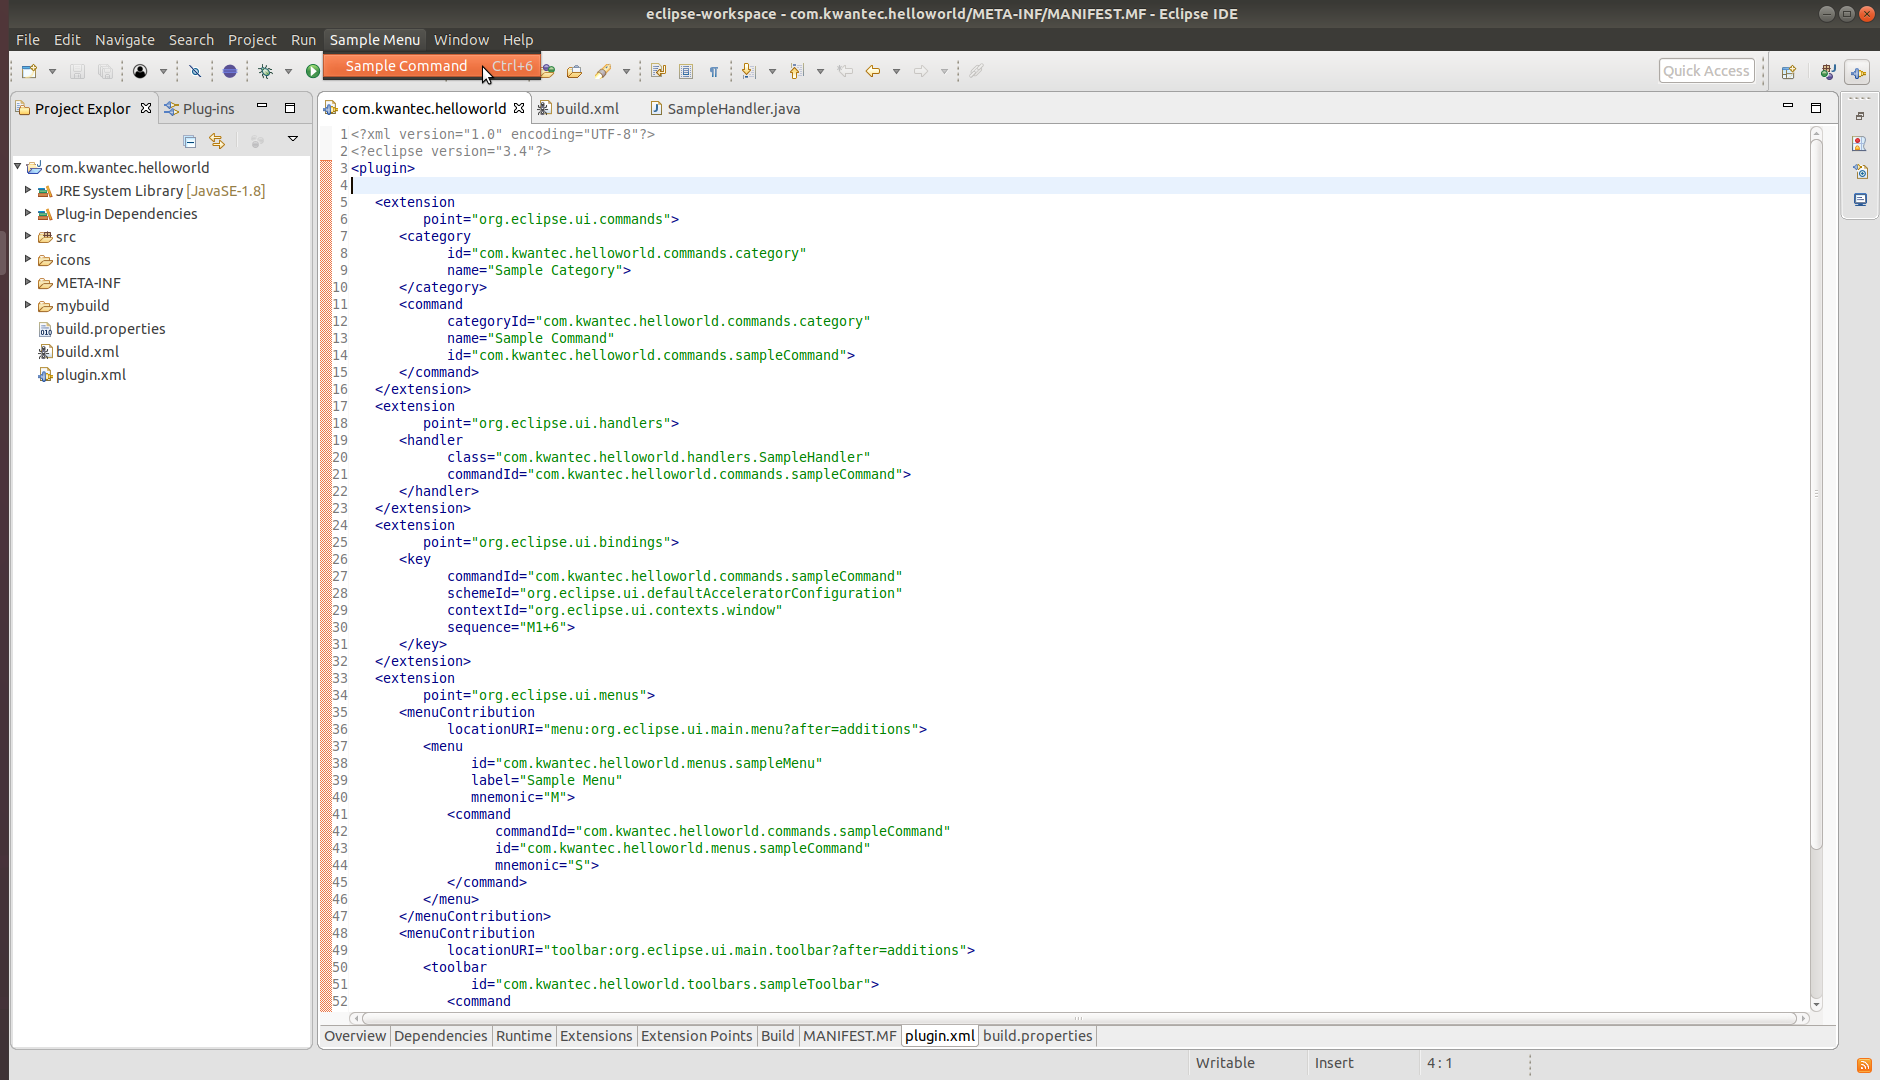 eclipse-workspace - com.kwantec.helloworld/META-INF/MANIFEST.MF - Eclipse IDE
File Edit Navigate Search Project Run Sample Menu Window Help
Sample Command Ctrl+6
Quick Access
Project Explor Plug-ins
com.kwantec.helloworld build.xml SampleHandler.java
com.kwantec.helloworld
JRE System Library [JavaSE-1.8]
Plug-in Dependencies
src
icons
META-INF
mybuild
build.properties
build.xml
plugin.xml
1 <?xml version="1.0" encoding="UTF-8"?>
2 <?eclipse version="3.4"?>
3 <plugin>
4
5 <extension
6 point="org.eclipse.ui.commands">
7 <category
8 id="com.kwantec.helloworld.commands.category"
9 name="Sample Category">
10 </category>
11 <command
12 categoryId="com.kwantec.helloworld.commands.category"
13 name="Sample Command"
14 id="com.kwantec.helloworld.commands.sampleCommand">
15 </command>
16 </extension>
17 <extension
18 point="org.eclipse.ui.handlers">
19 <handler
20 class="com.kwantec.helloworld.handlers.SampleHandler"
21 commandId="com.kwantec.helloworld.commands.sampleCommand">
22 </handler>
23 </extension>
24 <extension
25 point="org.eclipse.ui.bindings">
26 <key
27 commandId="com.kwantec.helloworld.commands.sampleCommand"
28 schemeId="org.eclipse.ui.defaultAcceleratorConfiguration"
29 contextId="org.eclipse.ui.contexts.window"
30 sequence="M1+6">
31 </key>
32 </extension>
33 <extension
34 point="org.eclipse.ui.menus">
35 <menuContribution
36 locationURI="menu:org.eclipse.ui.main.menu?after=additions">
37 <menu
38 id="com.kwantec.helloworld.menus.sampleMenu"
39 label="Sample Menu"
40 mnemonic="M">
41 <command
42 commandId="com.kwantec.helloworld.commands.sampleCommand"
43 id="com.kwantec.helloworld.menus.sampleCommand"
44 mnemonic="S">
45 </command>
46 </menu>
47 </menuContribution>
48 <menuContribution
49 locationURI="toolbar:org.eclipse.ui.main.toolbar?after=additions">
50 <toolbar
51 id="com.kwantec.helloworld.toolbars.sampleToolbar">
52 <command
Overview Dependencies Runtime Extensions Extension Points Build MANIFEST.MF plugin.xml build.properties
Writable Insert 4 : 1